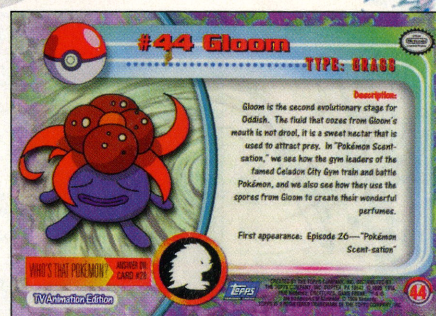 #44 Gloom
TYPE: GRASS
Description:
Gloom is the second evolutionary stage for
Oddish. The fluid that oozes from Gloom's
mouth is not drool, it is a sweet nectar that is
used to attract prey. In "Pokémon Scent-
sation," we see how the gym leaders of the
famed Celadon City Gym train and battle
Pokémon, and we also see how they use the
spores from Gloom to create their wonderful
perfumes.
First appearance: Episode 26—"Pokémon
Scent-sation"
WHO'S THAT POKÉMON?
ANSWER ON
CARD #28
TV Animation Edition
Topps
44